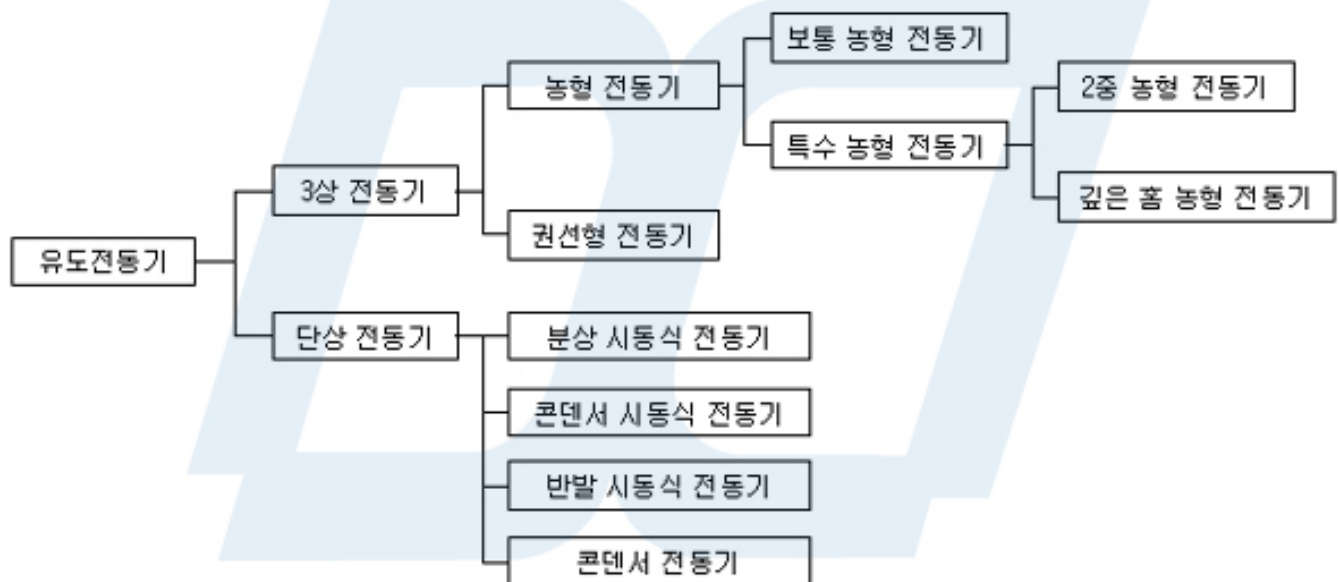 보통 농형 전동기
농형 전동기
2중 농형 전동기
특수 농형 전동기
3상 전동기
깊은 홈 농형 전동기
권선형 전동기
유도전동기
단상 전동기
분상 시동식 전동기
콘덴서 시동식 전동기
반발 시동식 전동기
콘덴서 전동기